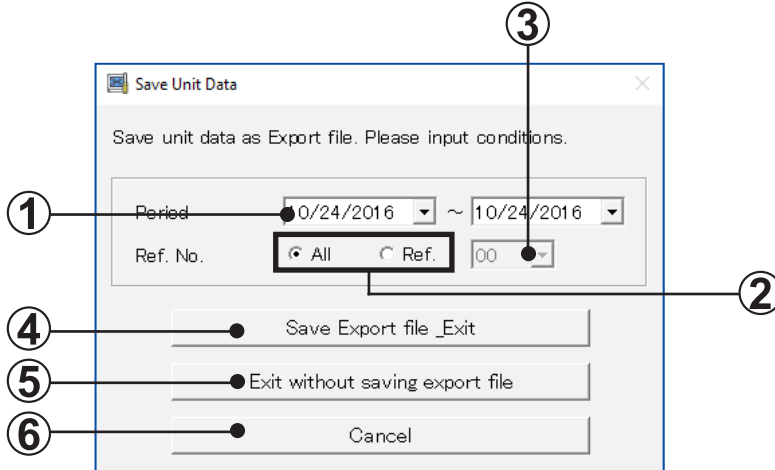 3
Save Unit Data
Save unit data as Export file. Please input conditions.
1
Period 10/24/2016 ~ 10/24/2016
Ref. No. All Ref. 00
2
4
Save Export file _Exit
5
Exit without saving export file
6
Cancel